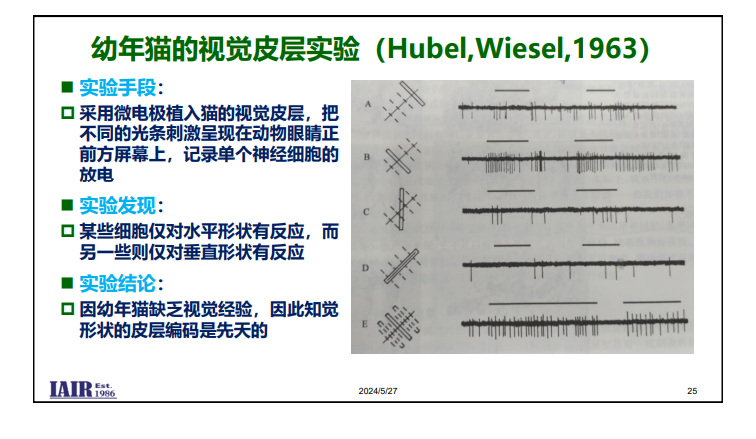 幼年猫的视觉皮层实验（Hubel,Wiesel,1963）
实验手段：
采用微电极植入猫的视觉皮层，把
不同的光条刺激呈现在动物眼睛正
前方屏幕上，记录单个神经细胞的
放电
实验发现：
某些细胞仅对水平形状有反应，而
另一些则仅对垂直形状有反应
实验结论：
因幼年猫缺乏视觉经验，因此知觉
形状的皮层编码是先天的
A
B
C
D
E
IAIR Est. 1986
2024/5/27
25